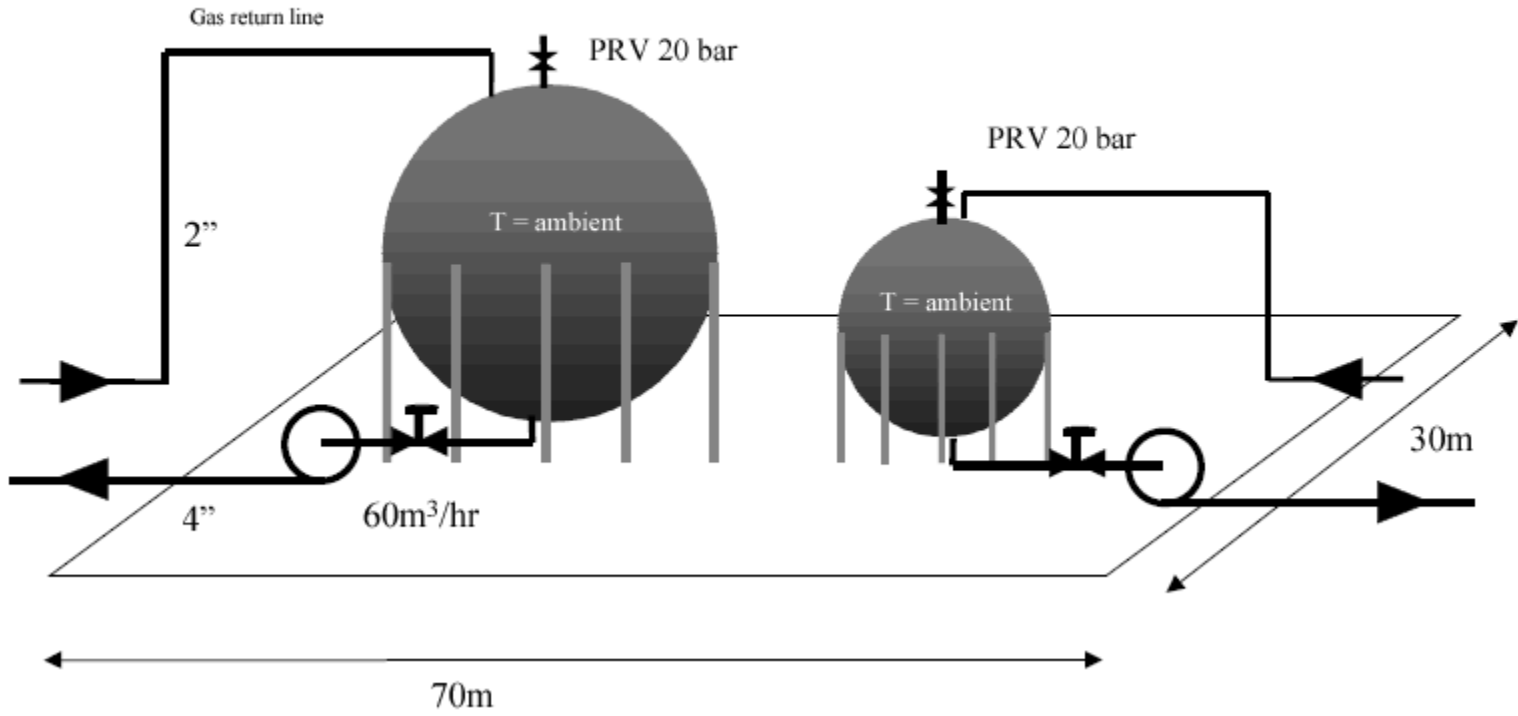 Gas return line
PRV 20 bar
PRV 20 bar
T = ambient
2”
T = ambient
30m
4”
60m³/hr
70m